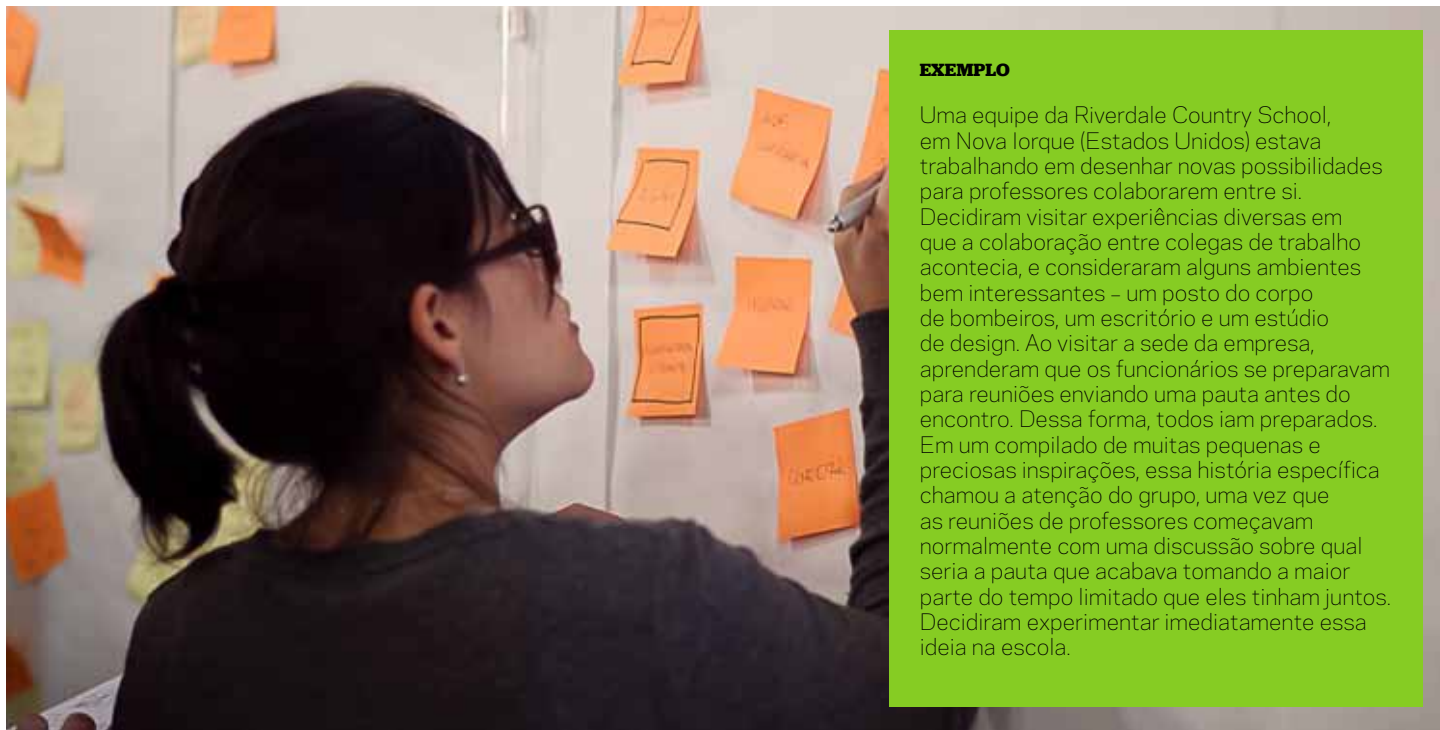 EXEMPLO
Uma equipe da Riverdale Country School,
em Nova Iorque (Estados Unidos) estava
trabalhando em desenhar novas possibilidades
para professores colaborarem entre si.
Decidiram visitar experiências diversas em
que a colaboração entre colegas de trabalho
acontecia, e consideraram alguns ambientes
bem interessantes – um posto do corpo
de bombeiros, um escritório e um estúdio
de design. Ao visitar a sede da empresa,
aprenderam que os funcionários se preparavam
para reuniões enviando uma pauta antes do
encontro. Dessa forma, todos iam preparados.
Em um compilado de muitas pequenas e
preciosas inspirações, essa história específica
chamou a atenção do grupo, uma vez que
as reuniões de professores começavam
normalmente com uma discussão sobre qual
seria a pauta que acabava tomando a maior
parte do tempo limitado que eles tinham juntos.
Decidiram experimentar imediatamente essa
ideia na escola.